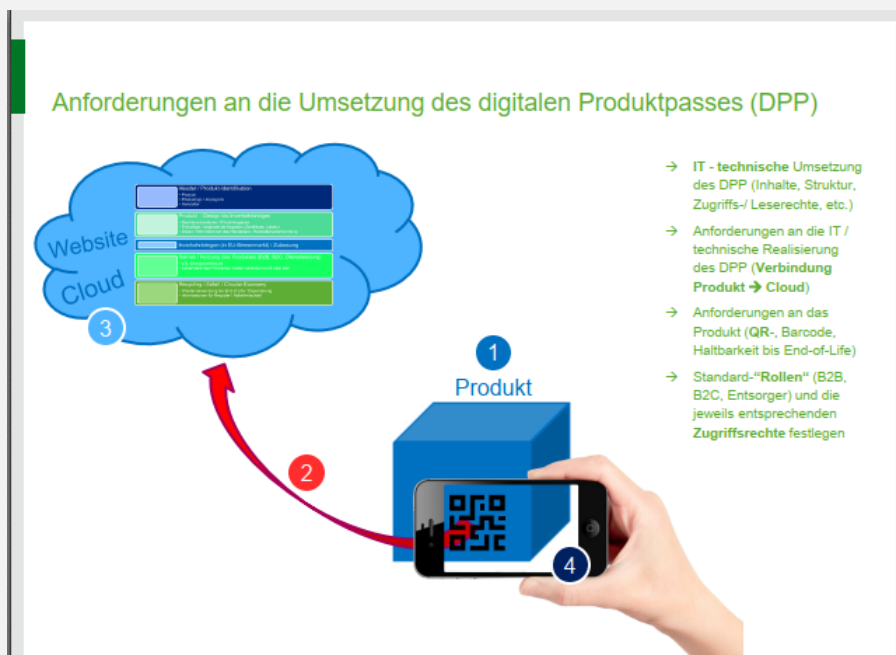 Anforderungen an die Umsetzung des digitalen Produktpasses (DPP)
Header / Produkt-Identifikation
Website
Cloud
3
1
Produkt
2
4
→ IT - technische Umsetzung
des DPP (Inhalte, Struktur,
Zugriffs-/ Leserechte, etc.)
→ Anforderungen an die IT /
technische Realisierung
des DPP (Verbindung
Produkt ➔ Cloud)
→ Anforderungen an das
Produkt (QR-, Barcode,
Haltbarkeit bis End-of-Life)
→ Standard-“Rollen“ (B2B,
B2C, Entsorger) und die
jeweils entsprechenden
Zugriffsrechte festlegen